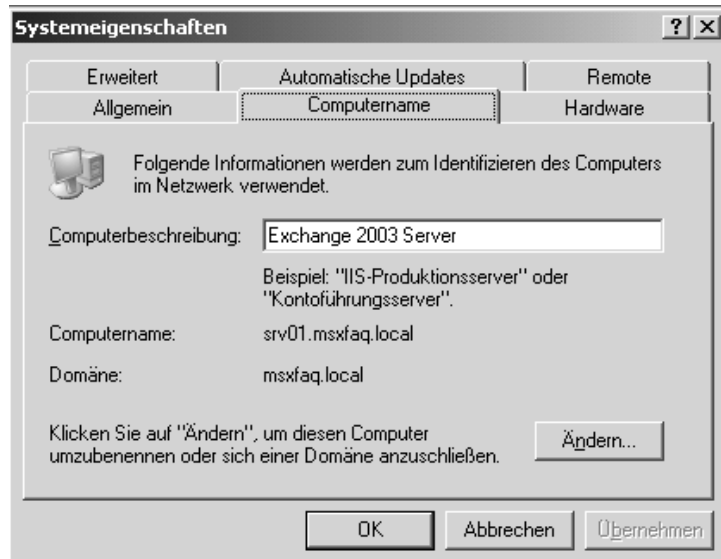 Systemeigenschaften
Erweitert Automatische Updates Remote
Allgemein Computername Hardware
Folgende Informationen werden zum Identifizieren des Computers
im Netzwerk verwendet.
Computerbeschreibung: Exchange 2003 Server
Beispiel: "IIS-Produktionsserver" oder
"Kontoführungsserver".
Computername: srv01.msxfaq.local
Domäne: msxfaq.local
Klicken Sie auf "Ändern", um diesen Computer
umzubenennen oder sich einer Domäne anzuschließen.
Ändern...
OK Abbrechen Übernehmen